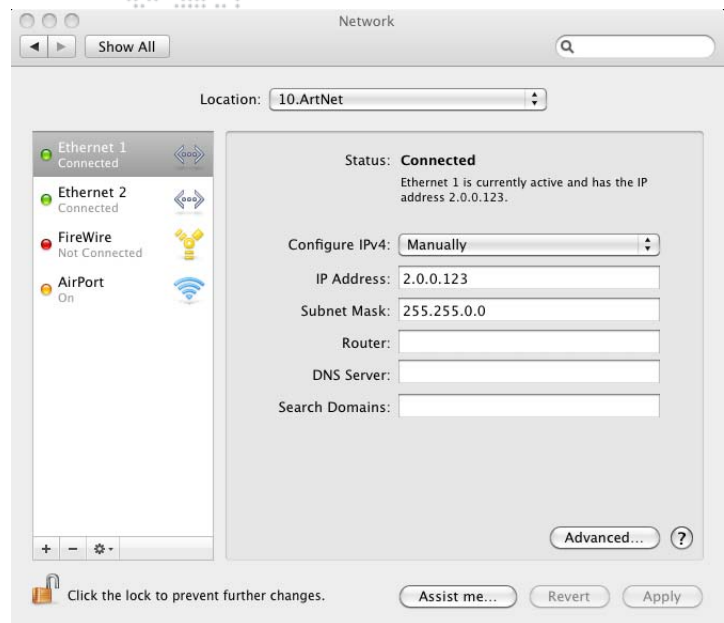 Network
Show All
Location: 10.ArtNet
Ethernet 1
Connected
Ethernet 2
Connected
FireWire
Not Connected
AirPort
On
Status: Connected
Ethernet 1 is currently active and has the IP
address 2.0.0.123.
Configure IPv4: Manually
IP Address: 2.0.0.123
Subnet Mask: 255.255.0.0
Router:
DNS Server:
Search Domains:
Advanced... ?
+ -
Click the lock to prevent further changes.
Assist me... Revert Apply